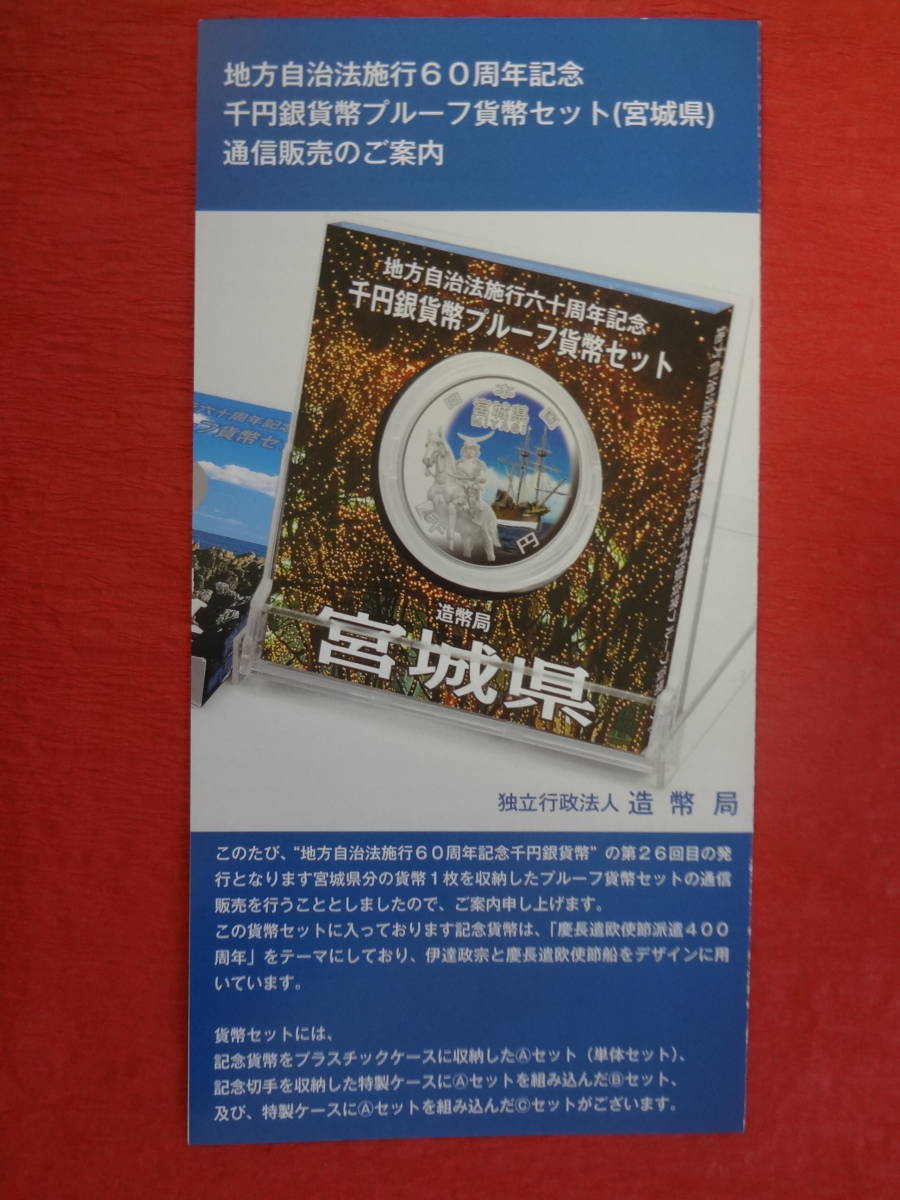 地方自治法施行６０周年記念
千円銀貨幣プルーフ貨幣セット(宮城県)
通信販売のご案内
地方自治法施行六十周年記念
千円銀貨幣プルーフ貨幣セット
日本国
宮城県
円
造幣局
宮城県
六十周年記念
フ貨幣セッ
独立行政法人 造幣局
このたび、“地方自治法施行６０周年記念千円銀貨幣” の第２６回目の発
行となります宮城県分の貨幣１枚を収納したプルーフ貨幣セットの通信
販売を行うこととしましたので、ご案内申し上げます。
この貨幣セットに入っております記念貨幣は、「慶長遣欧使節派遣４００
周年」をテーマにしており、伊達政宗と慶長遣欧使節船をデザインに用
いています。
貨幣セットには、
記念貨幣をプラスチックケースに収納したⒶセット（単体セット）、
記念切手を収納した特製ケースにⒶセットを組み込んだⒷセット、
及び、特製ケースにⒶセットを組み込んだⒸセットがございます。